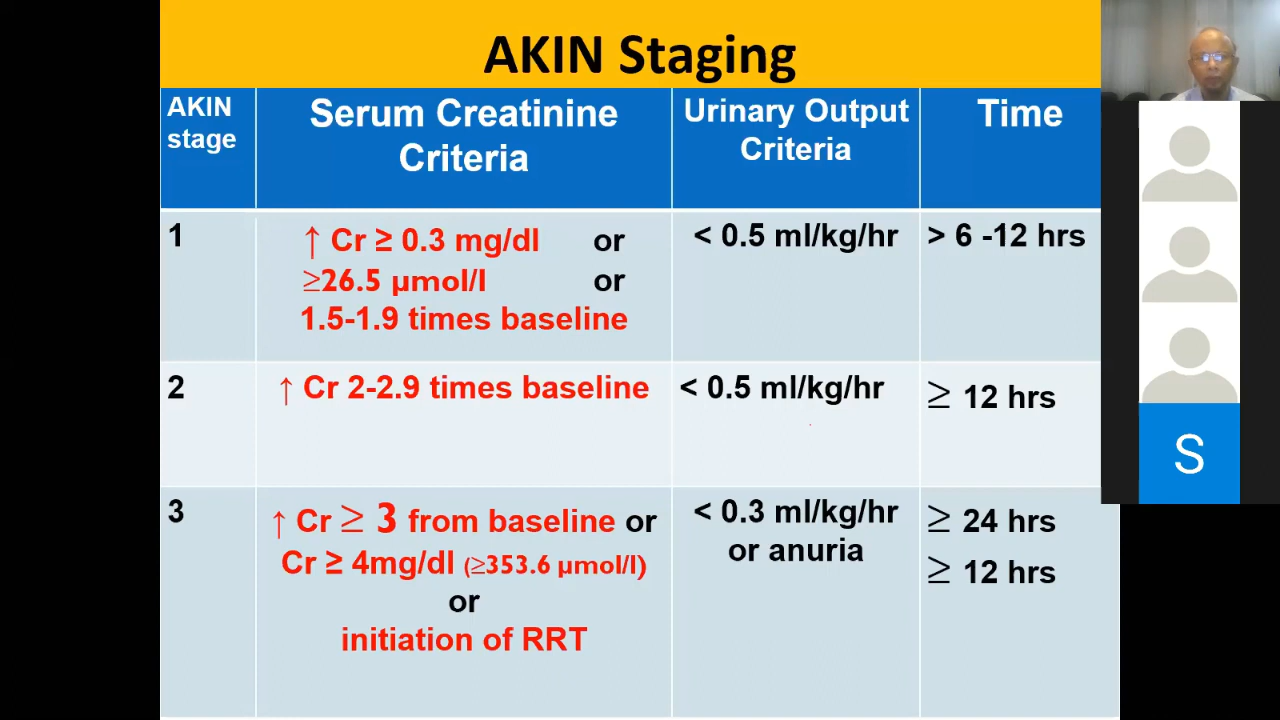 AKIN Staging
AKIN
stage
Serum Creatinine
Criteria
Urinary Output
Criteria
Time
1
↑ Cr ≥ 0.3 mg/dl or
≥26.5 µmol/l or
1.5-1.9 times baseline
< 0.5 ml/kg/hr
> 6 -12 hrs
2
↑ Cr 2-2.9 times baseline
< 0.5 ml/kg/hr
≥ 12 hrs
3
↑ Cr ≥ 3 from baseline or
Cr ≥ 4mg/dl (≥353.6 µmol/l)
or
initiation of RRT
< 0.3 ml/kg/hr
or anuria
≥ 24 hrs
≥ 12 hrs
S